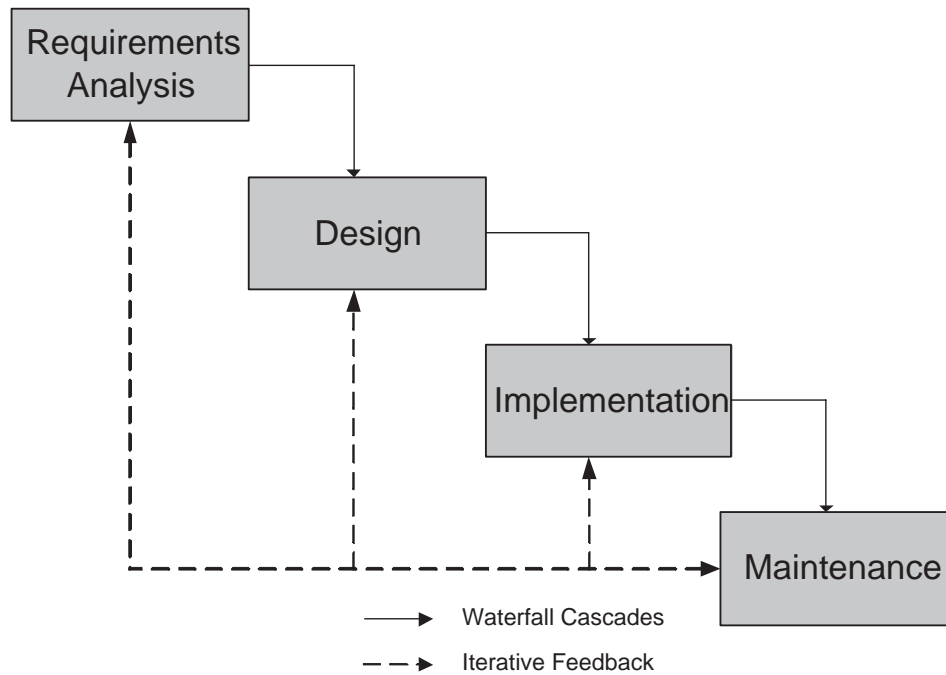 Requirements
Analysis
Design
Implementation
Maintenance
Waterfall Cascades
Iterative Feedback